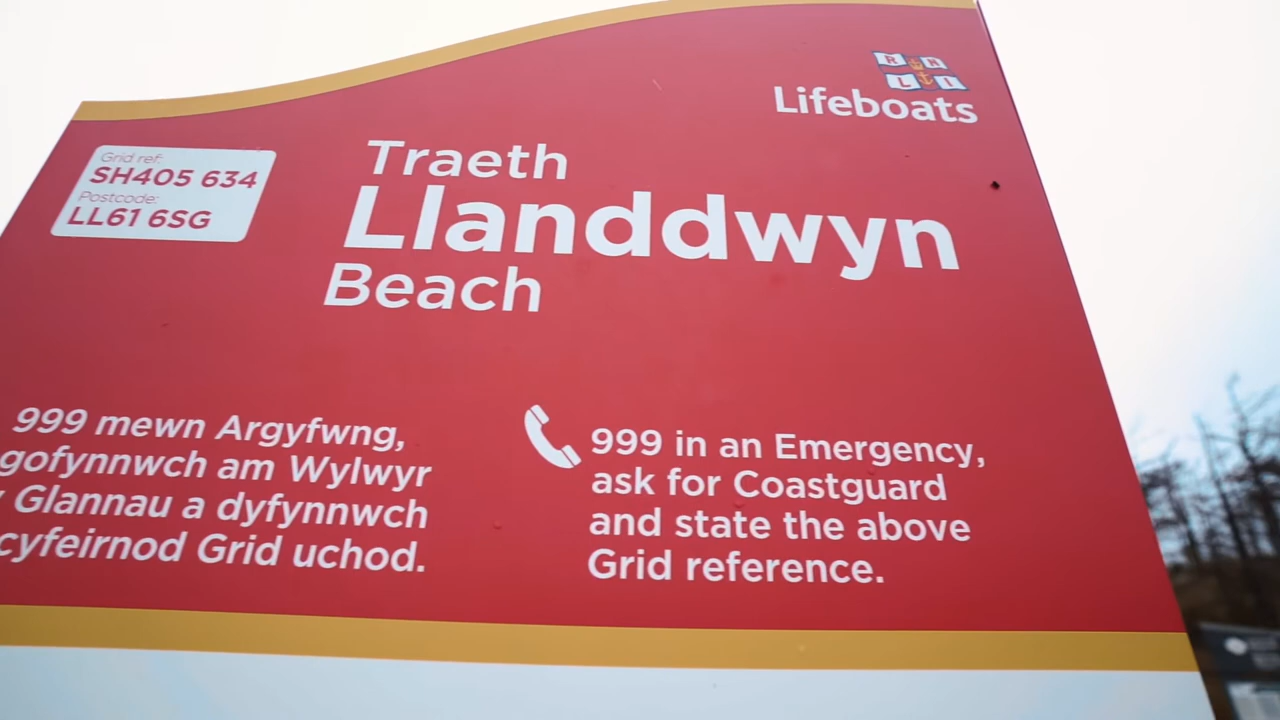 R N
L I
Lifeboats
Grid ref:
SH405 634
Postcode:
LL61 6SG
Traeth
Llanddwyn
Beach
999 mewn Argyfwng,
gofynnwch am Wylwyr
Glannau a dyfynnwch
cyfeirnod Grid uchod.
999 in an Emergency,
ask for Coastguard
and state the above
Grid reference.